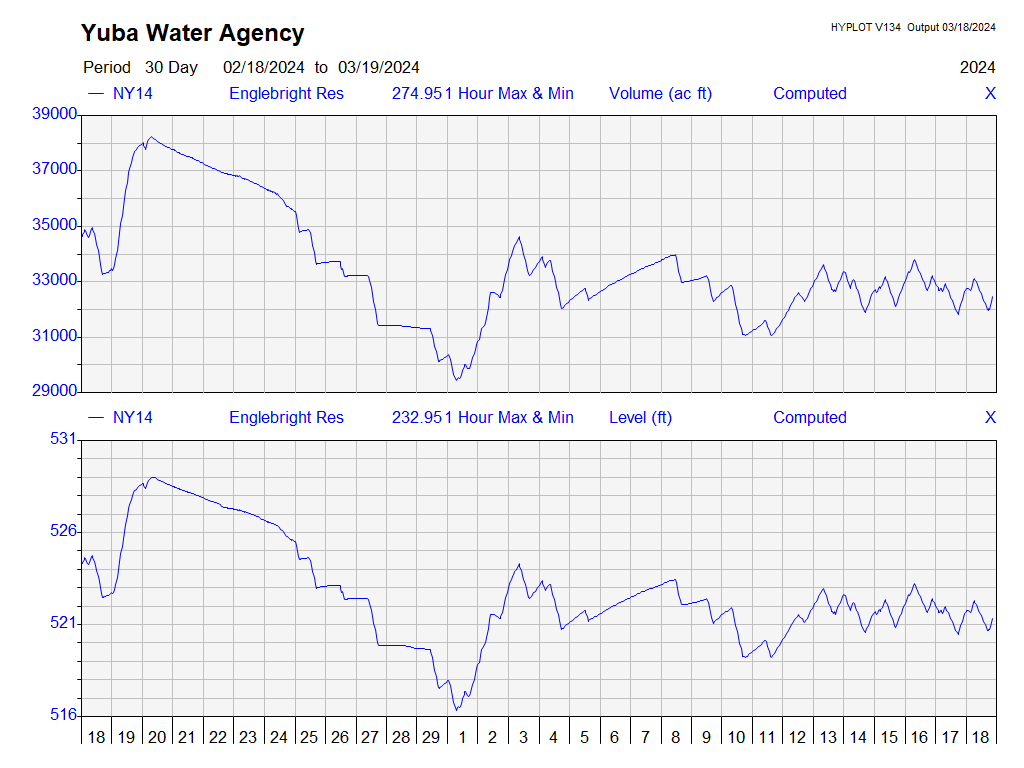 Yuba Water Agency
HYPLOT V134 Output 03/18/2024
Period 30 Day 02/18/2024 to 03/19/2024
2024
NY14 Englebright Res 274.951 Hour Max & Min Volume (ac ft) Computed X
39000
37000
35000
33000
31000
29000
NY14 Englebright Res 232.951 Hour Max & Min Level (ft) Computed X
531
526
521
516
18 19 20 21 22 23 24 25 26 27 28 29 1 2 3 4 5 6 7 8 9 10 11 12 13 14 15 16 17 18